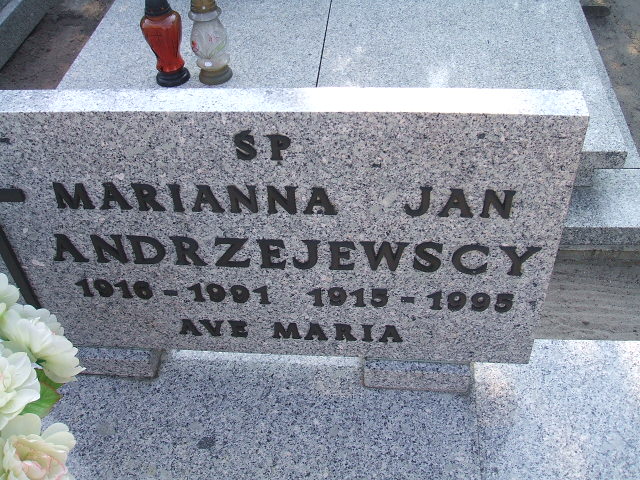 ŚP
MARIANNA JAN
ANDRZEJEWSCY
1916-1991 1915-1995
AVE MARIA